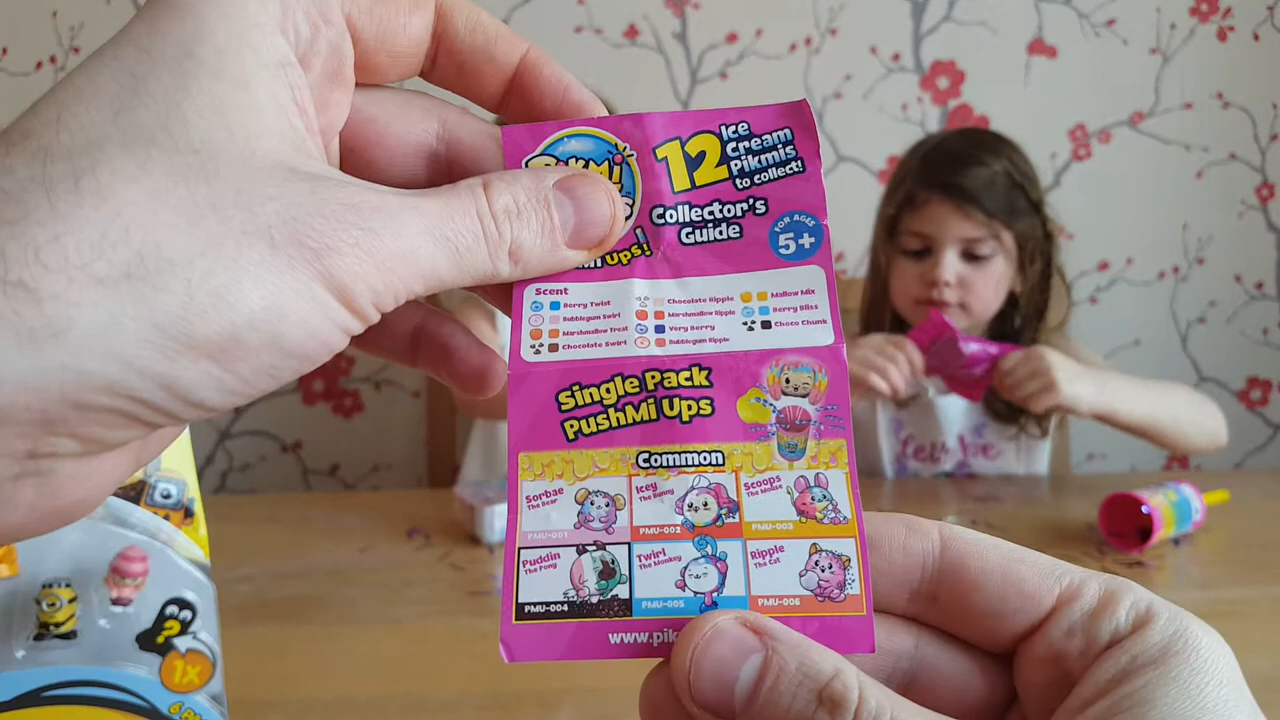 PiKMi
Mi Ups!
12 Ice
Cream
Pikmis
to collect!
Collector's
Guide
FOR AGES
5+
Scent
Berry Twist
Bubblegum Swirl
Marshmallow Treat
Chocolate Swirl
Chocolate Ripple
Marshmallow Ripple
Very Berry
Bubblegum Ripple
Mallow Mix
Berry Bliss
Choco Chunk
Single Pack
PushMi Ups
Common
Sorbae
The Bear
PMU-001
Icey
The Bunny
PMU-002
Scoops
The Mouse
PMU-003
Puddin
The Pony
PMU-004
Twirl
The Monkey
PMU-005
Ripple
The Cat
PMU-006
www.pik
?
1X